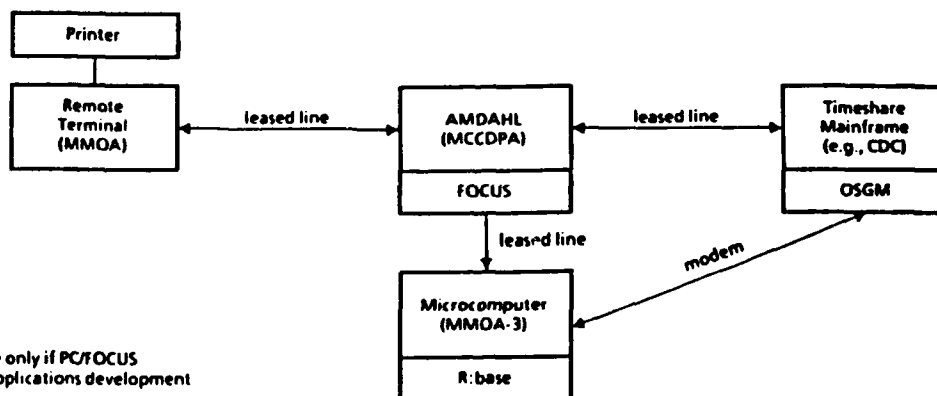 Printer
Remote
Terminal
(MMOA)
leased line
AMDAHL
(MCCDPA)
FOCUS
leased line
Timeshare
Mainframe
(e.g., CDC)
OSGM
leased line
modem
Microcomputer
(MMOA-3)
R:base
only if PC/FOCUS
applications development